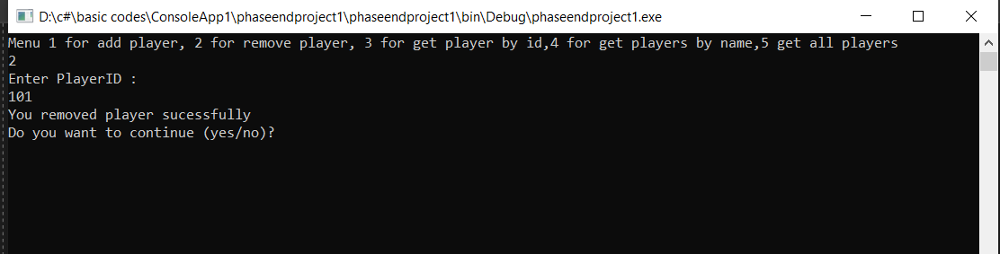 D:\c#\basic codes\ConsoleApp1\phaseendproject1\phaseendproject1\bin\Debug\phaseendproject1.exe
Menu 1 for add player, 2 for remove player, 3 for get player by id,4 for get players by name,5 get all players
2
Enter PlayerID :
101
You removed player sucessfully
Do you want to continue (yes/no)?